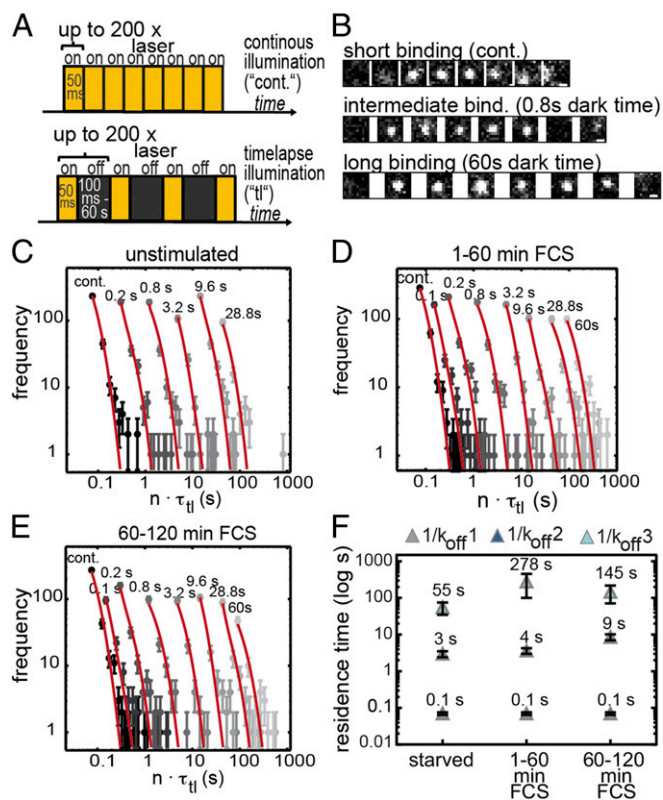 A
up to 200 x
laser
on on on on on on on on
50
ms
continous
illumination
("cont.")
time
up to 200 x
laser
on off on off on off on
50
ms
100
ms -
60 s
timelapse
illumination
("tl")
time
B
short binding (cont.)
intermediate bind. (0.8s dark time)
long binding (60s dark time)
C
unstimulated
cont.
0.2 s
0.8 s
3.2 s
9.6 s
28.8s
frequency
100
10
1
0.1 1 10 100 1000
n · τtl (s)
D
1-60 min FCS
cont.
0.1 s
0.2 s
0.8 s
3.2 s
9.6 s
28.8s
60s
frequency
100
10
1
0.1 1 10 100 1000
n · τtl (s)
E
60-120 min FCS
cont.
0.1 s
0.2 s
0.8 s
3.2 s
9.6 s
28.8s
60s
frequency
100
10
1
0.1 1 10 100 1000
n · τtl (s)
F
1/koff1 1/koff2 1/koff3
residence time (log s)
1000
100
10
1
0.1
0.01
55 s
278 s
145 s
3 s
4 s
9 s
0.1 s
0.1 s
0.1 s
starved
1-60
min
FCS
60-120
min
FCS